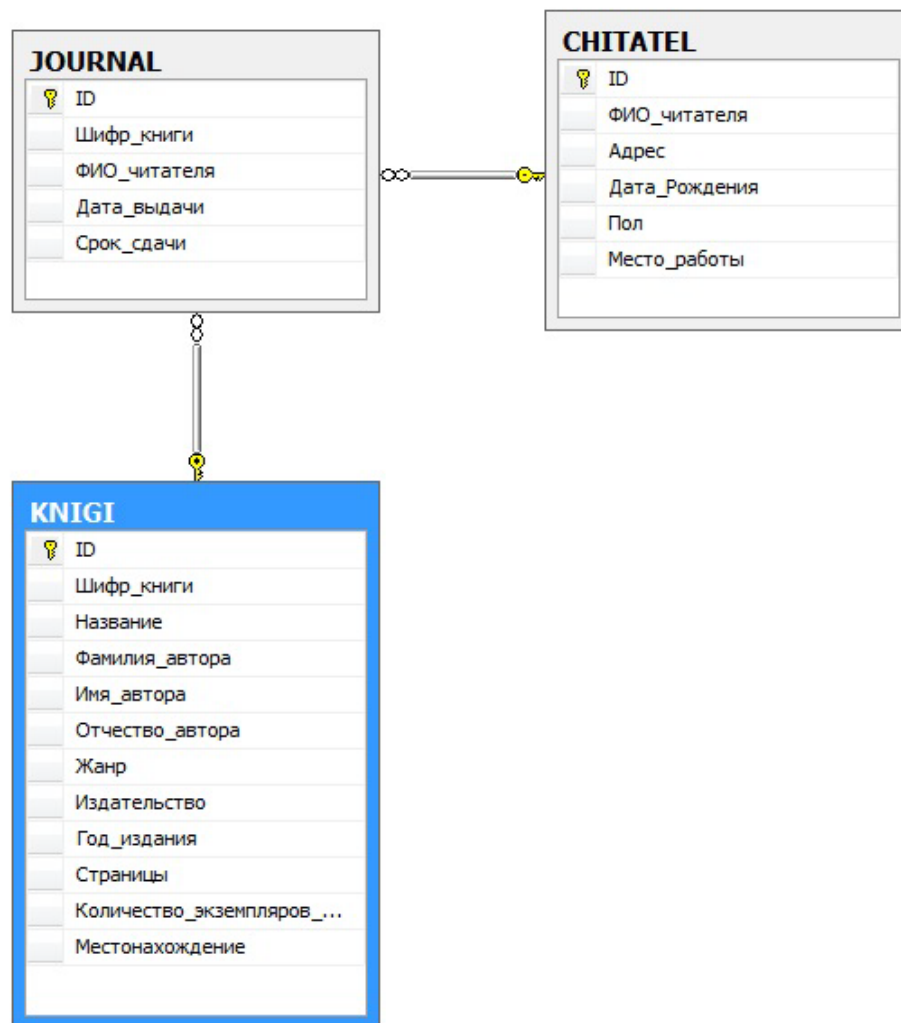 JOURNAL
ID
Шифр_книги
ФИО_читателя
Дата_выдачи
Срок_сдачи
CHITATEL
ID
ФИО_читателя
Адрес
Дата_Рождения
Пол
Место_работы
KNIGI
ID
Шифр_книги
Название
Фамилия_автора
Имя_автора
Отчество_автора
Жанр
Издательство
Год_издания
Страницы
Количество_экземпляров_...
Местонахождение